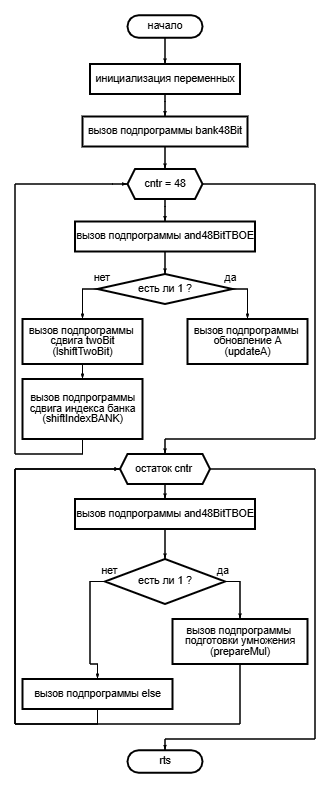 начало
инициализация переменных
вызов подпрограммы bank48Bit
cntr = 48
вызов подпрограммы and48BitTBOE
нет
да
есть ли 1 ?
вызов подпрограммы
сдвига twoBit
(lshiftTwoBit)
вызов подпрограммы
обновление A
(updateA)
вызов подпрограммы
сдвига индекса банка
(shiftIndexBANK)
остаток cntr
вызов подпрограммы and48BitTBOE
нет
да
есть ли 1 ?
вызов подпрограммы
подготовки умножения
(prepareMul)
вызов подпрограммы else
rts